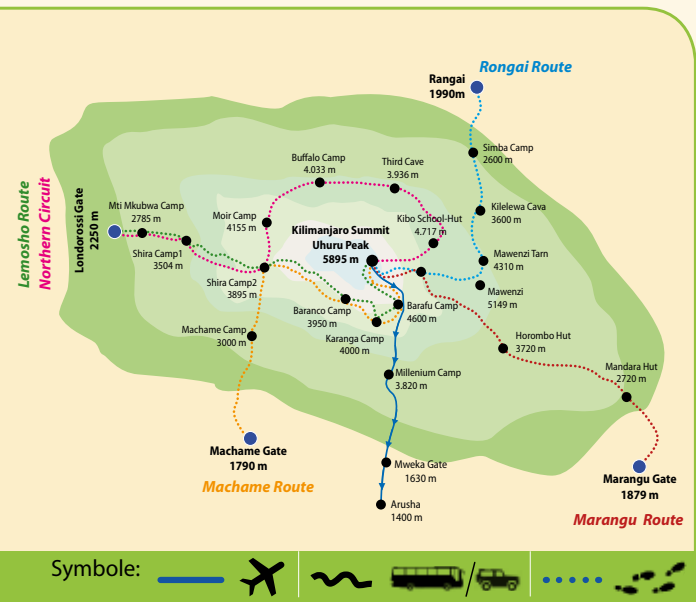 Rongai Route
Rangai
1990m
Simba Camp
2600 m
Buffalo Camp
4.033 m
Third Cave
3.936 m
Lemosho Route
Northern Circuit
Londorossi Gate
2250 m
Mti Mkubwa Camp
2785 m
Moir Camp
4155 m
Kibo School-Hut
4.717 m
Kilelewa Cava
3600 m
Kilimanjaro Summit
Uhuru Peak
5895 m
Shira Camp1
3504 m
Mawenzi Tarn
4310 m
Shira Camp2
3895 m
Mawenzi
5149 m
Baranco Camp
3950 m
Barafu Camp
4600 m
Machame Camp
3000 m
Karanga Camp
4000 m
Horombo Hut
3720 m
Millenium Camp
3.820 m
Mandara Hut
2720 m
Machame Gate
1790 m
Machame Route
Mweka Gate
1630 m
Marangu Gate
1879 m
Arusha
1400 m
Marangu Route
Symbole: